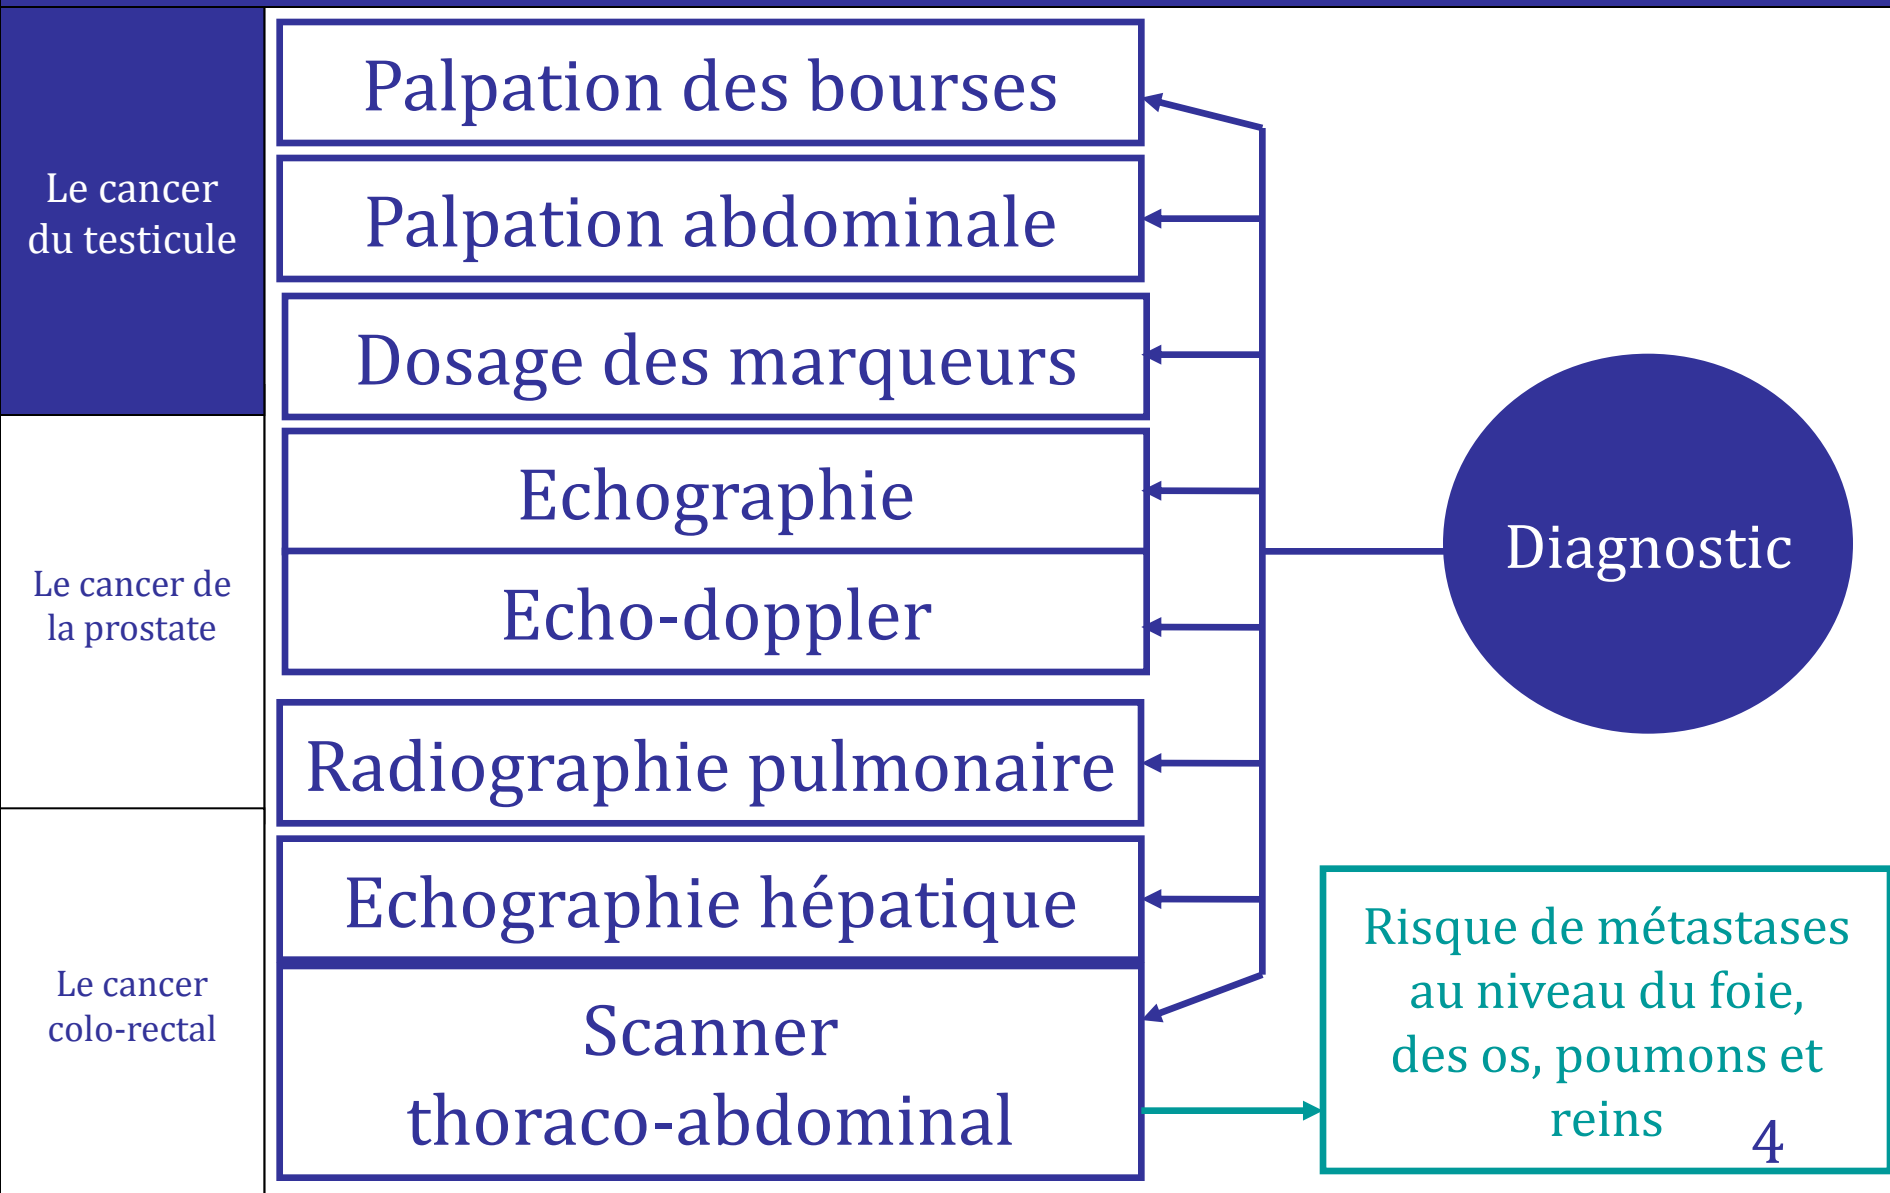 Le cancer
du testicule
Le cancer de
la prostate
Le cancer
colo-rectal
Palpation des bourses
Palpation abdominale
Dosage des marqueurs
Echographie
Echo-doppler
Radiographie pulmonaire
Echographie hépatique
Scanner
thoraco-abdominal
Diagnostic
Risque de métastases
au niveau du foie,
des os, poumons et
reins
4